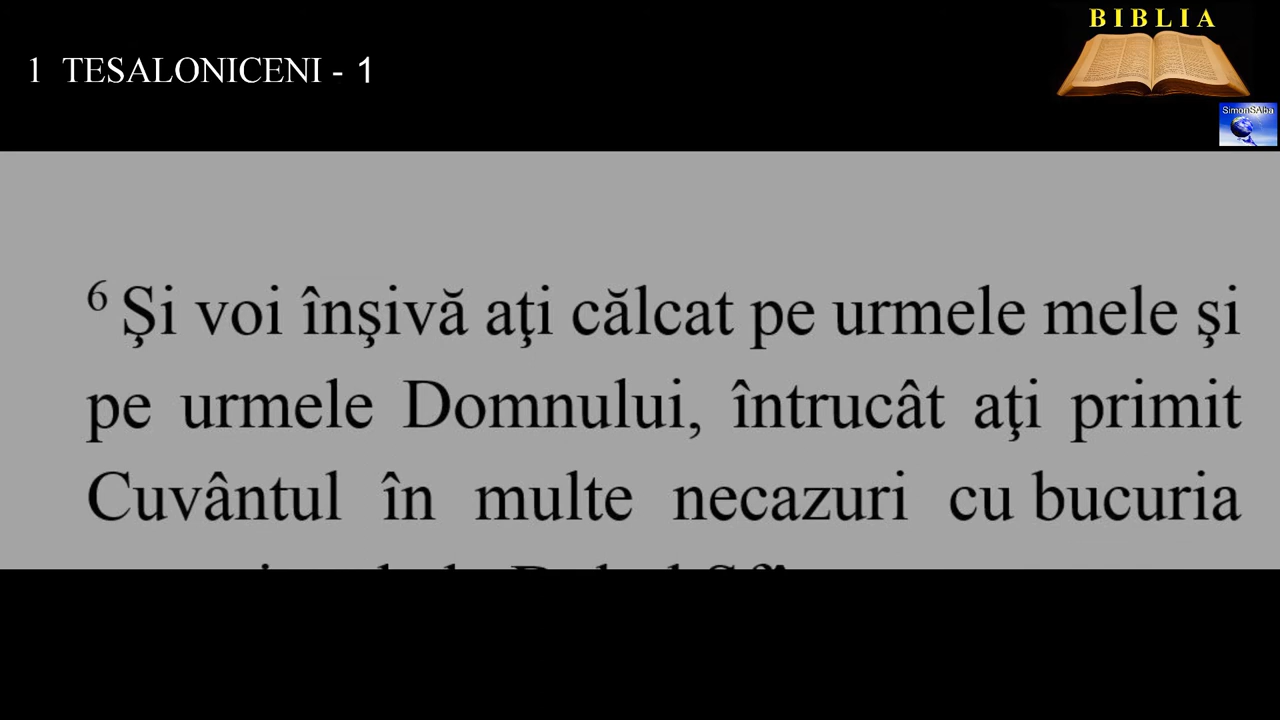 BIBLIA
1 TESALONICENI - 1
SimonSAlba
6 Şi voi înşivă aţi călcat pe urmele mele şi
pe urmele Domnului, întrucât aţi primit
Cuvântul în multe necazuri cu bucuria